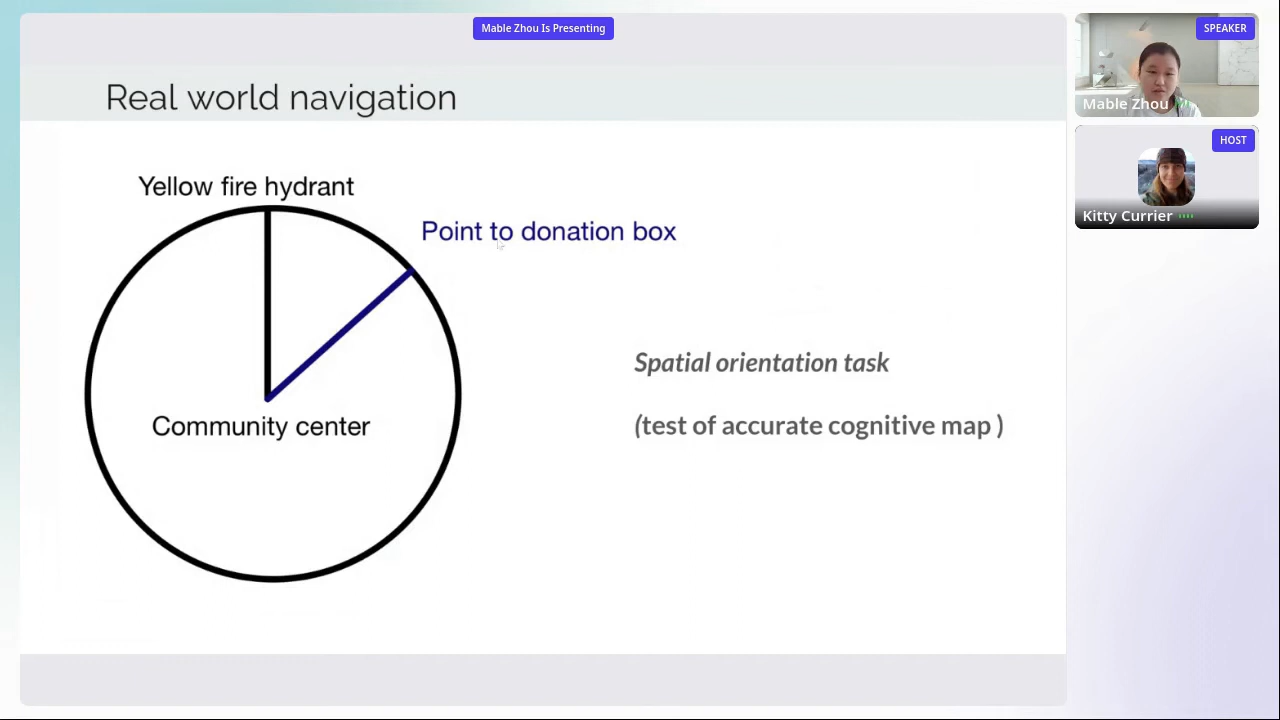 Mable Zhou Is Presenting
SPEAKER
Mable Zhou
HOST
Kitty Currier
Real world navigation
Yellow fire hydrant
Point to donation box
Community center
Spatial orientation task
(test of accurate cognitive map )